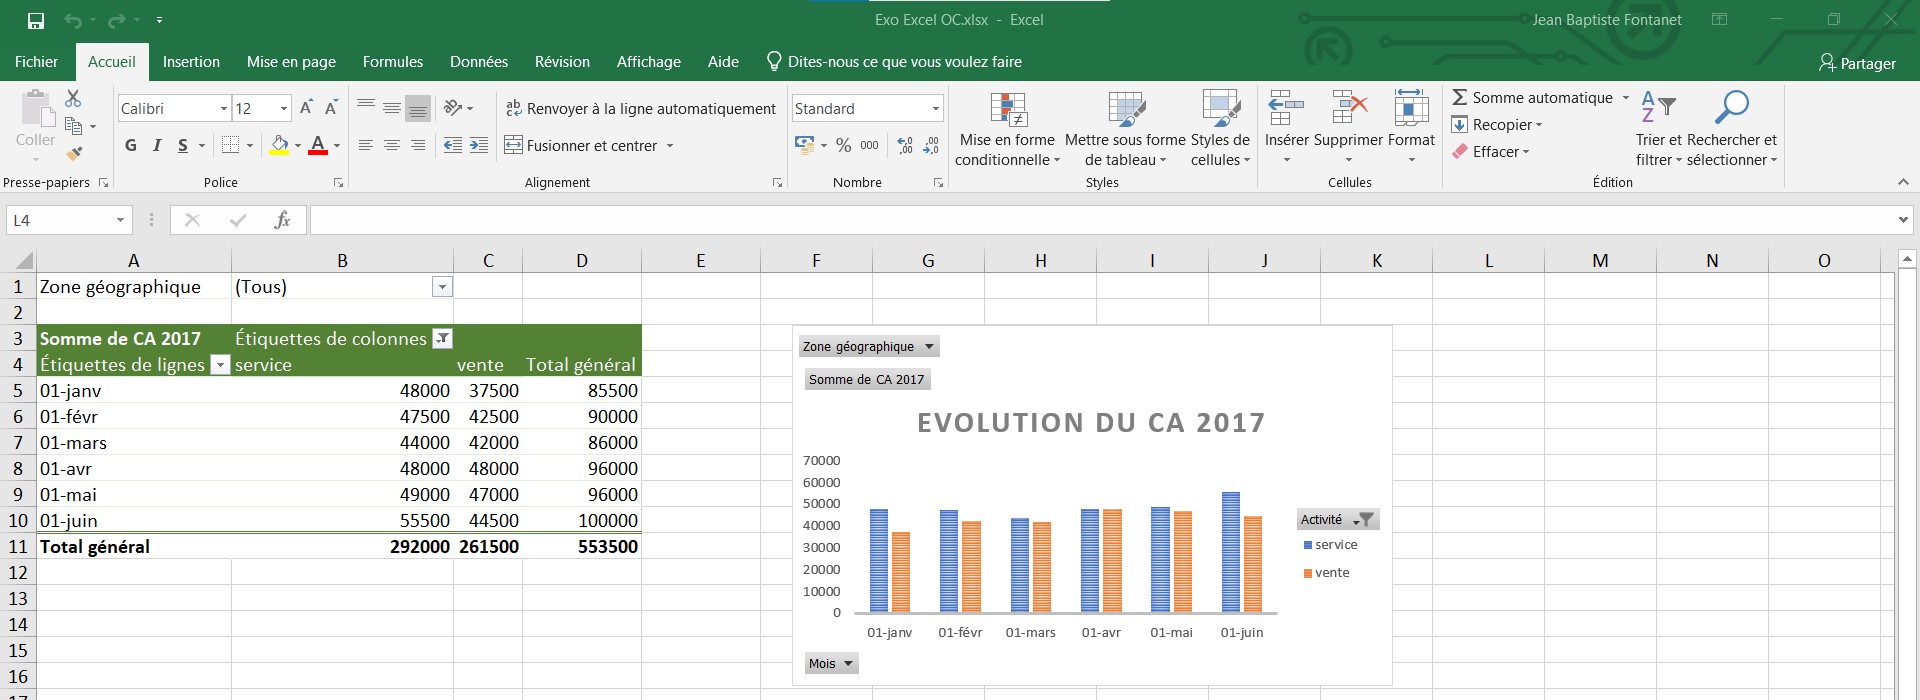 Exo Excel OC.xlsx - Excel
Jean Baptiste Fontanet
Fichier Accueil Insertion Mise en page Formules Données Révision Affichage Aide Dites-nous ce que vous voulez faire Partager
Coller
Presse-papiers
Calibri 12 A A
G I S A
Police
ab Renvoyer à la ligne automatiquement
Fusionner et centrer
Alignement
Standard
% 000
Nombre
Mise en forme conditionnelle
Mettre sous forme de tableau
Styles de cellules
Styles
Insérer Supprimer Format
Cellules
Σ Somme automatique
Recopier
Effacer
Trier et filtrer
Rechercher et sélectionner
Édition
L4 fx
A B C D E F G H I J K L M N O
1 Zone géographique (Tous)
2
3 Somme de CA 2017 Étiquettes de colonnes
4 Étiquettes de lignes service vente Total général
5 01-janv 48000 37500 85500
6 01-févr 47500 42500 90000
7 01-mars 44000 42000 86000
8 01-avr 48000 48000 96000
9 01-mai 49000 47000 96000
10 01-juin 55500 44500 100000
11 Total général 292000 261500 553500
12
13
14
15
16
17
Zone géographique
Somme de CA 2017
EVOLUTION DU CA 2017
70000
60000
50000
40000
30000
20000
10000
0
01-janv 01-févr 01-mars 01-avr 01-mai 01-juin
Activité
service
vente
Mois